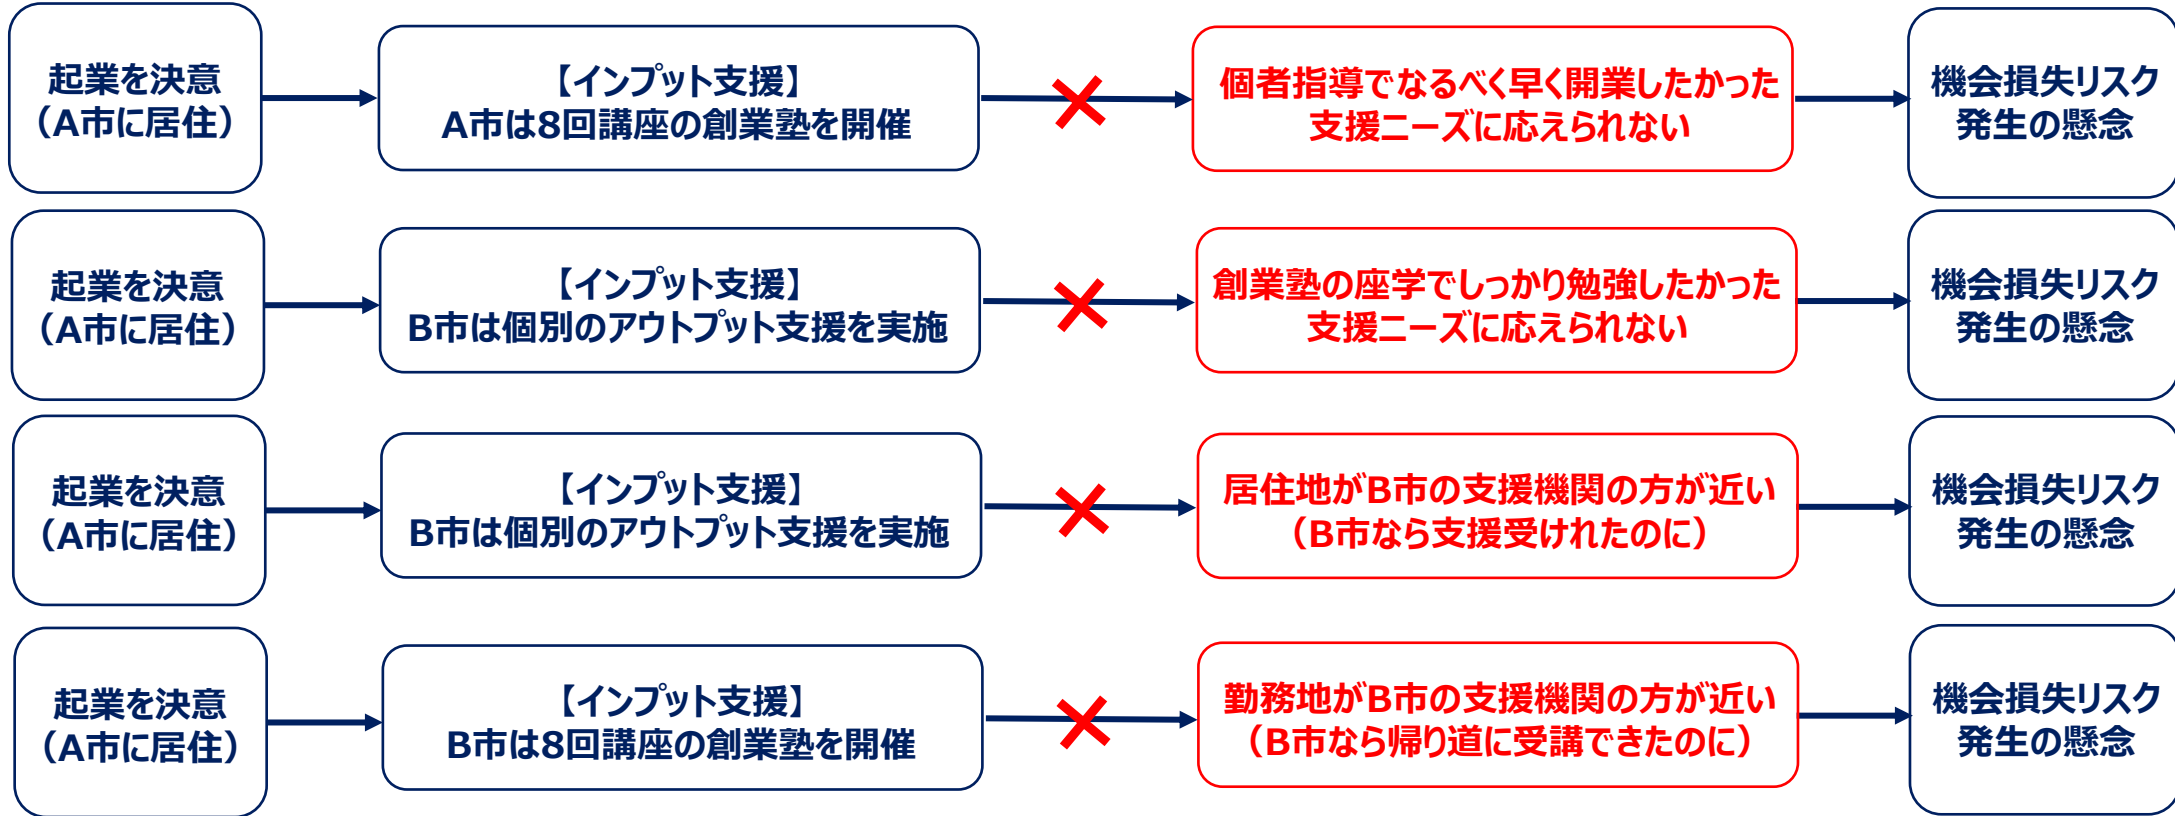 起業を決意
（A市に居住）
【インプット支援】
A市は8回講座の創業塾を開催
個者指導でなるべく早く開業したかった
支援ニーズに応えられない
機会損失リスク
発生の懸念
起業を決意
（A市に居住）
【インプット支援】
B市は個別のアウトプット支援を実施
創業塾の座学でしっかり勉強したかった
支援ニーズに応えられない
機会損失リスク
発生の懸念
起業を決意
（A市に居住）
【インプット支援】
B市は個別のアウトプット支援を実施
居住地がB市の支援機関の方が近い
（B市なら支援受けれたのに）
機会損失リスク
発生の懸念
起業を決意
（A市に居住）
【インプット支援】
B市は8回講座の創業塾を開催
勤務地がB市の支援機関の方が近い
（B市なら帰り道に受講できたのに）
機会損失リスク
発生の懸念